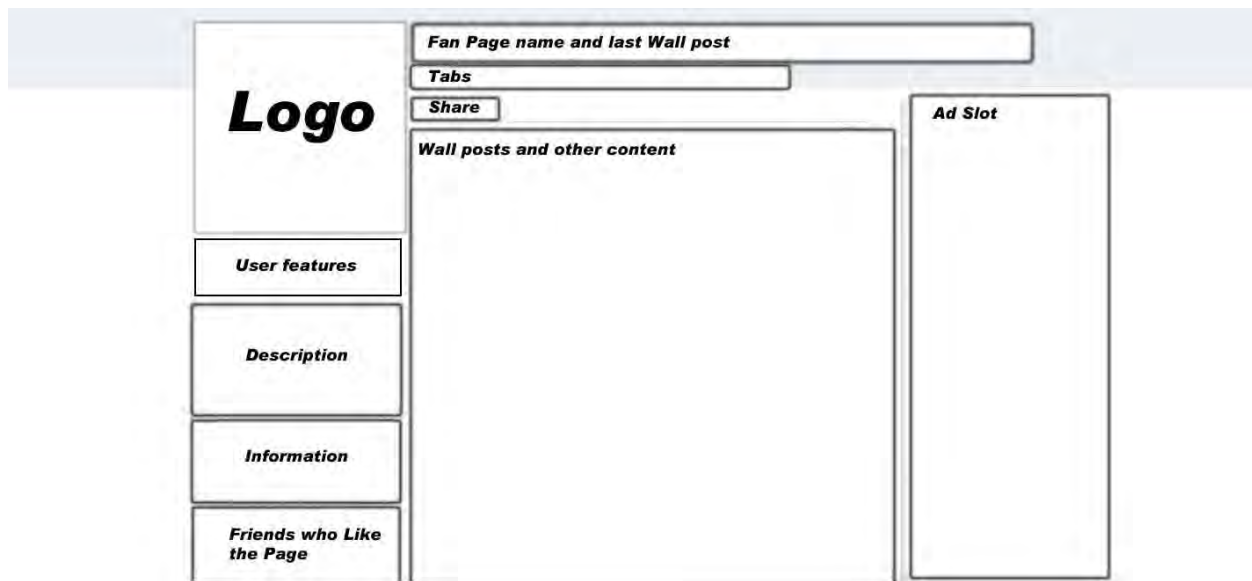 Logo
Fan Page name and last Wall post
Tabs
Share
Wall posts and other content
Ad Slot
User features
Description
Information
Friends who Like
the Page